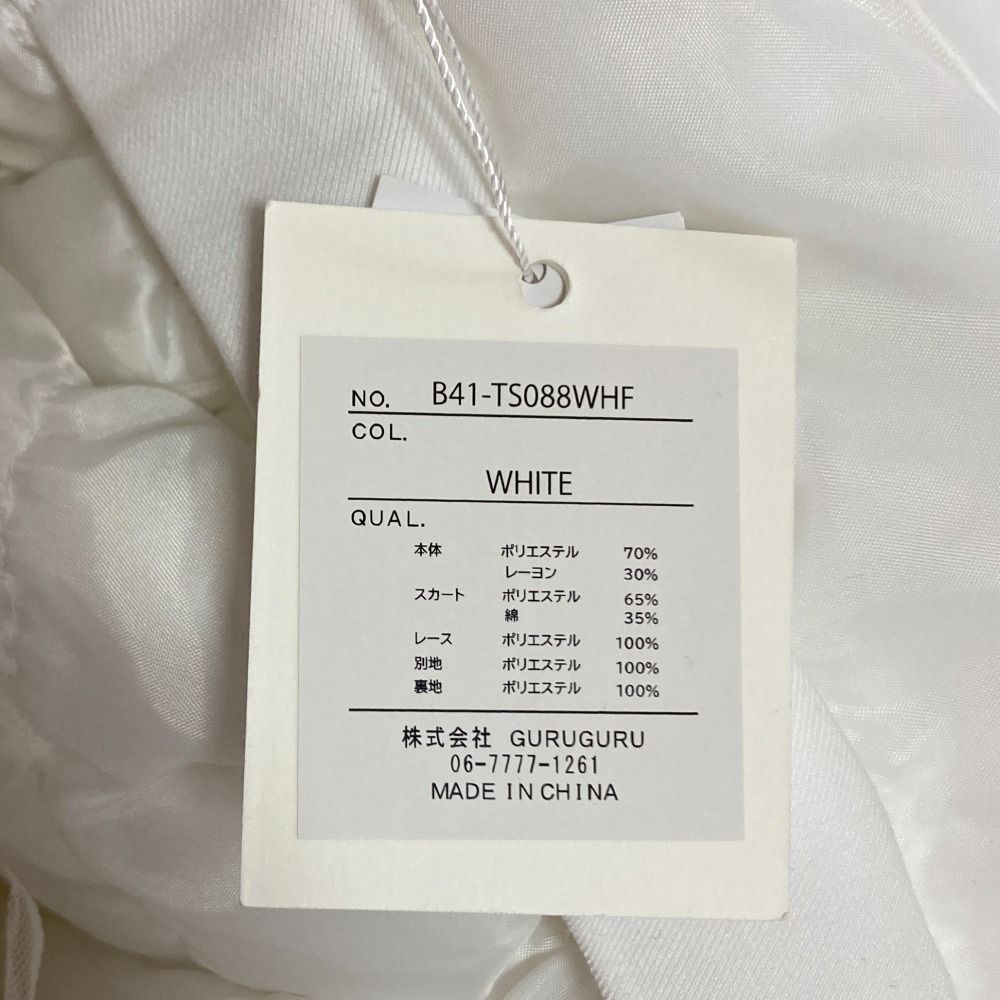 NO. B41-TS088WHF
COL.
WHITE
QUAL.
本体 ポリエステル 70%
レーヨン 30%
スカート ポリエステル 65%
綿 35%
レース ポリエステル 100%
別地 ポリエステル 100%
裏地 ポリエステル 100%
株式会社 GURUGURU
06-7777-1261
MADE IN CHINA